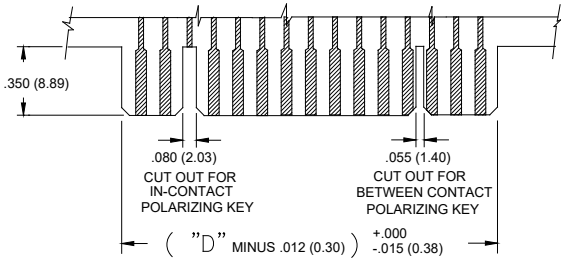 .350 (8.89)
.080 (2.03)
CUT OUT FOR
IN-CONTACT
POLARIZING KEY
.055 (1.40)
CUT OUT FOR
BETWEEN CONTACT
POLARIZING KEY
( "D" MINUS .012 (0.30) ) +.000
-.015 (0.38)